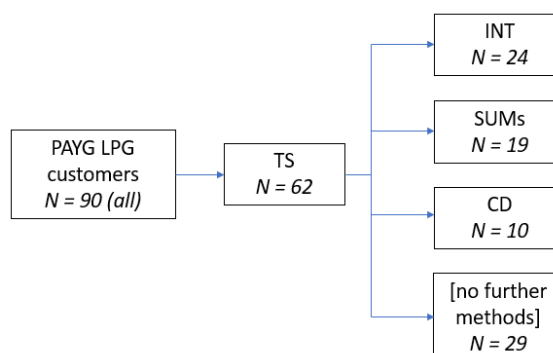 PAYG LPG
customers
N = 90 (all)
TS
N = 62
INT
N = 24
SUMs
N = 19
CD
N = 10
[no further
methods]
N = 29